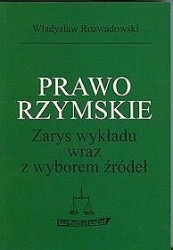 Władysław Rozwadowski
PRAWO
RZYMSKIE
Zarys wykładu
wraz
z wyborem źródeł